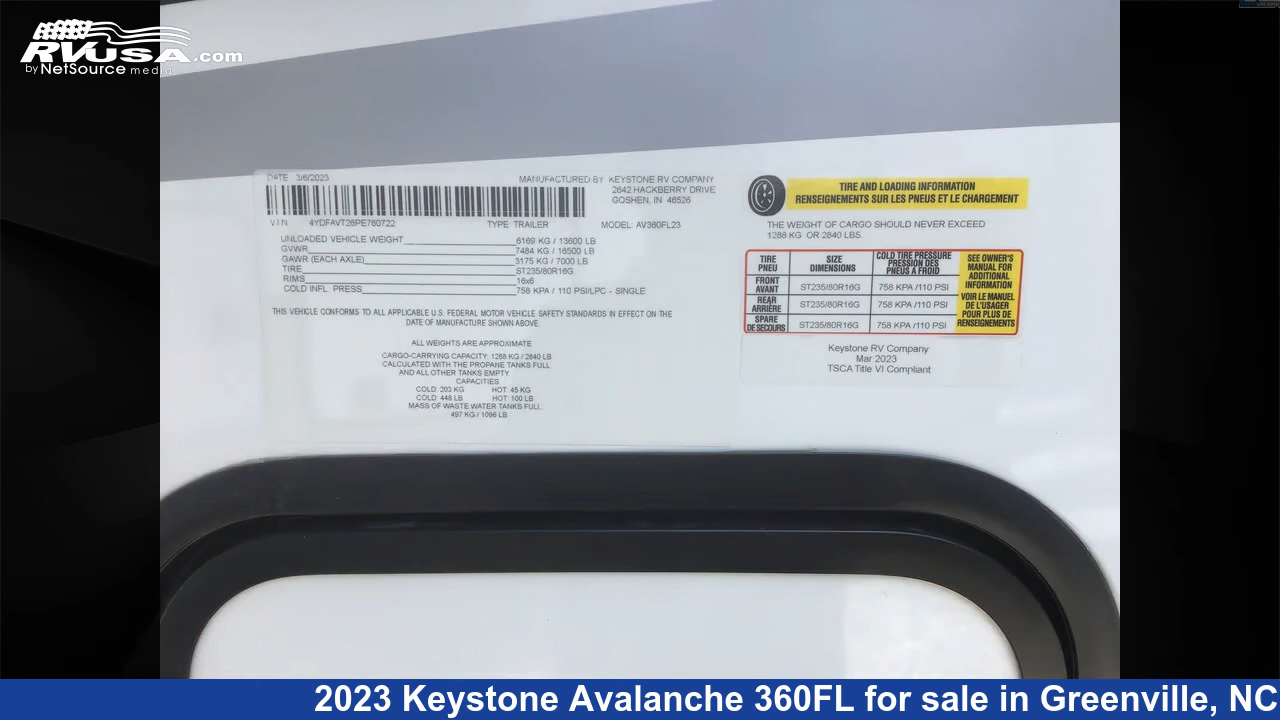 RVUSA.com
by NetSource media
DATE 3/6/2023
MANUFACTURED BY KEYSTONE RV COMPANY
2642 HACKBERRY DRIVE
GOSHEN, IN 46526
VIN 4YDFAVT26PE760722 TYPE TRAILER MODEL: AV360FL23
UNLOADED VEHICLE WEIGHT 6169 KG / 13600 LB
GVWR 7484 KG / 16500 LB
GAWR (EACH AXLE) 3175 KG / 7000 LB
TIRE ST235/80R16G
RIMS 16x6
COLD INFL. PRESS 758 KPA / 110 PSI/LPC - SINGLE
THIS VEHICLE CONFORMS TO ALL APPLICABLE U.S. FEDERAL MOTOR VEHICLE SAFETY STANDARDS IN EFFECT ON THE
DATE OF MANUFACTURE SHOWN ABOVE.
ALL WEIGHTS ARE APPROXIMATE
CARGO-CARRYING CAPACITY: 1288 KG / 2840 LB
CALCULATED WITH THE PROPANE TANKS FULL
AND ALL OTHER TANKS EMPTY.
CAPACITIES
COLD 203 KG HOT 45 KG
COLD 448 LB HOT 100 LB
MASS OF WASTE WATER TANKS FULL:
497 KG / 1096 LB
TIRE AND LOADING INFORMATION
RENSEIGNEMENTS SUR LES PNEUS ET LE CHARGEMENT
THE WEIGHT OF CARGO SHOULD NEVER EXCEED
1288 KG OR 2840 LBS.
TIRE
PNEU
SIZE
DIMENSIONS
COLD TIRE PRESSURE
PRESSION DES
PNEUS A FROID
FRONT
AVANT
ST235/80R16G 758 KPA /110 PSI
REAR
ARRIÈRE
ST235/80R16G 758 KPA /110 PSI
SPARE
DE SECOURS
ST235/80R16G 758 KPA /110 PSI
SEE OWNER'S
MANUAL FOR
ADDITIONAL
INFORMATION
VOIR LE MANUEL
DE L'USAGER
POUR PLUS DE
RENSEIGNEMENTS
Keystone RV Company
Mar 2023
TSCA Title VI Compliant
2023 Keystone Avalanche 360FL for sale in Greenville, NC